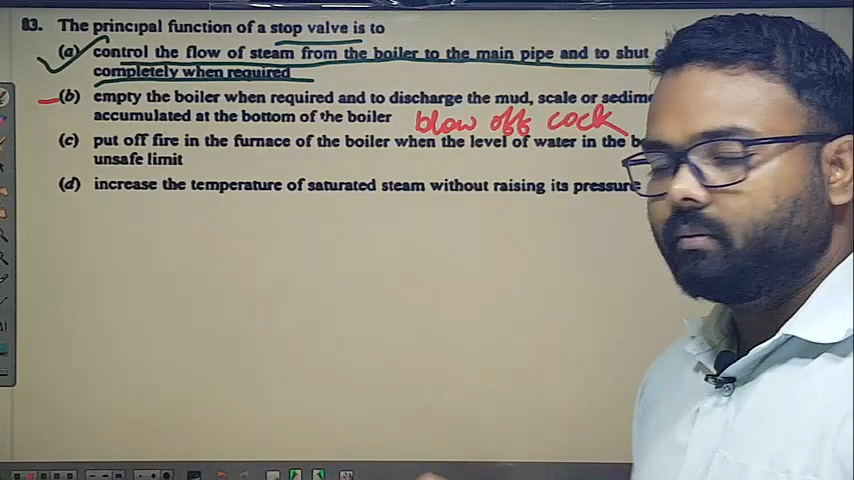 83. The principal function of a stop valve is to
(a) control the flow of steam from the boiler to the main pipe and to shut
completely when required
(b) empty the boiler when required and to discharge the mud, scale or
accumulated at the bottom of the boiler blow off cock
(c) put off fire in the furnace of the boiler when the level of water in the
unsafe limit
(d) increase the temperature of saturated steam without raising its pressure